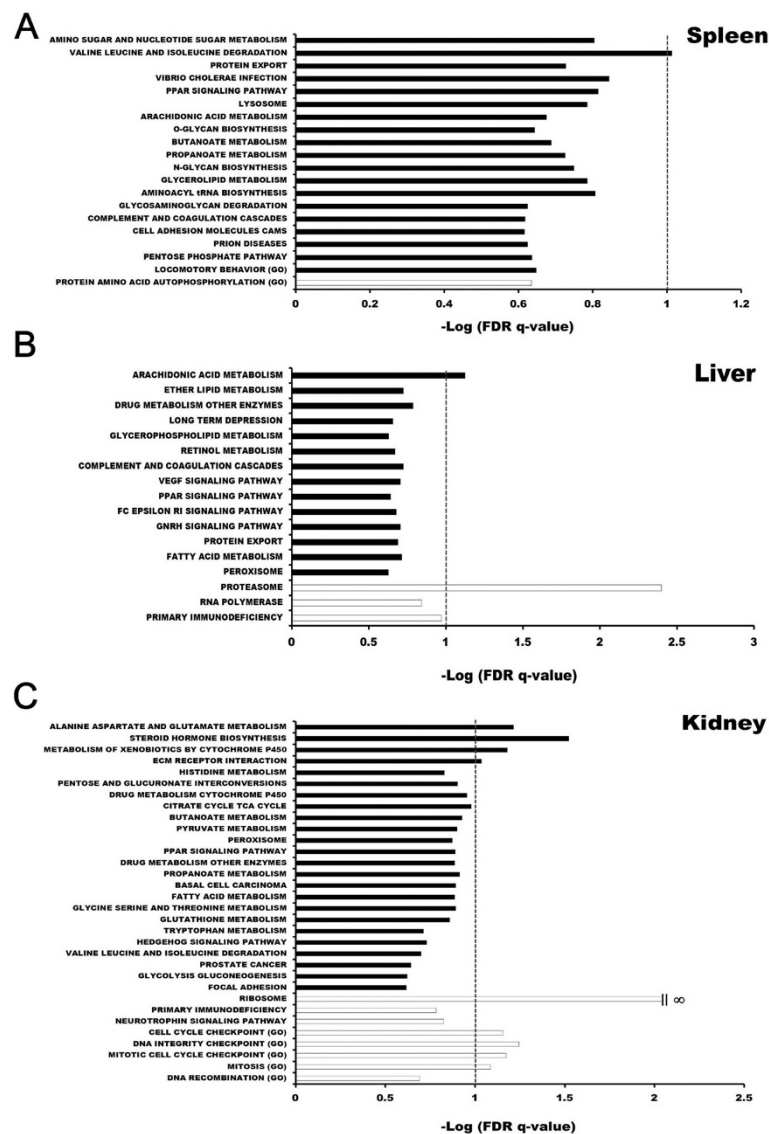 A
Spleen
AMINO SUGAR AND NUCLEOTIDE SUGAR METABOLISM
VALINE LEUCINE AND ISOLEUCINE DEGRADATION
PROTEIN EXPORT
VIBRIO CHOLERAE INFECTION
PPAR SIGNALING PATHWAY
LYSOSOME
ARACHIDONIC ACID METABOLISM
O-GLYCAN BIOSYNTHESIS
BUTANOATE METABOLISM
PROPANOATE METABOLISM
N-GLYCAN BIOSYNTHESIS
GLYCEROLIPID METABOLISM
AMINOACYL tRNA BIOSYNTHESIS
GLYCOSAMINOGLYCAN DEGRADATION
COMPLEMENT AND COAGULATION CASCADES
CELL ADHESION MOLECULES CAMS
PRION DISEASES
PENTOSE PHOSPHATE PATHWAY
LOCOMOTORY BEHAVIOR (GO)
PROTEIN AMINO ACID AUTOPHOSPHORYLATION (GO)
0 0.2 0.4 0.6 0.8 1 1.2
-Log (FDR q-value)
B
Liver
ARACHIDONIC ACID METABOLISM
ETHER LIPID METABOLISM
DRUG METABOLISM OTHER ENZYMES
LONG TERM DEPRESSION
GLYCEROPHOSPHOLIPID METABOLISM
RETINOL METABOLISM
COMPLEMENT AND COAGULATION CASCADES
VEGF SIGNALING PATHWAY
PPAR SIGNALING PATHWAY
FC EPSILON RI SIGNALING PATHWAY
GNRH SIGNALING PATHWAY
PROTEIN EXPORT
FATTY ACID METABOLISM
PEROXISOME
PROTEASOME
RNA POLYMERASE
PRIMARY IMMUNODEFICIENCY
0 0.5 1 1.5 2 2.5 3
-Log (FDR q-value)
C
Kidney
ALANINE ASPARTATE AND GLUTAMATE METABOLISM
STEROID HORMONE BIOSYNTHESIS
METABOLISM OF XENOBIOTICS BY CYTOCHROME P450
ECM RECEPTOR INTERACTION
HISTIDINE METABOLISM
PENTOSE AND GLUCURONATE INTERCONVERSIONS
DRUG METABOLISM CYTOCHROME P450
CITRATE CYCLE TCA CYCLE
BUTANOATE METABOLISM
PYRUVATE METABOLISM
PEROXISOME
PPAR SIGNALING PATHWAY
DRUG METABOLISM OTHER ENZYMES
PROPANOATE METABOLISM
BASAL CELL CARCINOMA
FATTY ACID METABOLISM
GLYCINE SERINE AND THREONINE METABOLISM
GLUTATHIONE METABOLISM
TRYPTOPHAN METABOLISM
HEDGEHOG SIGNALING PATHWAY
VALINE LEUCINE AND ISOLEUCINE DEGRADATION
PROSTATE CANCER
GLYCOLYSIS GLUCONEOGENESIS
FOCAL ADHESION
RIBOSOME ∞
PRIMARY IMMUNODEFICIENCY
NEUROTROPHIN SIGNALING PATHWAY
CELL CYCLE CHECKPOINT (GO)
DNA INTEGRITY CHECKPOINT (GO)
MITOTIC CELL CYCLE CHECKPOINT (GO)
MITOSIS (GO)
DNA RECOMBINATION (GO)
0 0.5 1 1.5 2 2.5
-Log (FDR q-value)